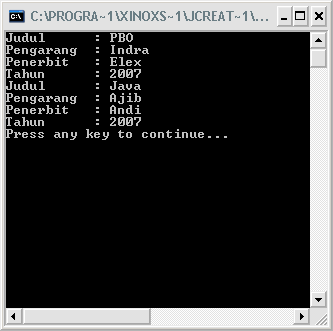 C:\PROGRA~1\XINOXS~1\JCREAT~1\...
Judul : PBO
Pengarang : Indra
Penerbit : Elex
Tahun : 2007
Judul : Java
Pengarang : Ajib
Penerbit : Andi
Tahun : 2007
Press any key to continue...